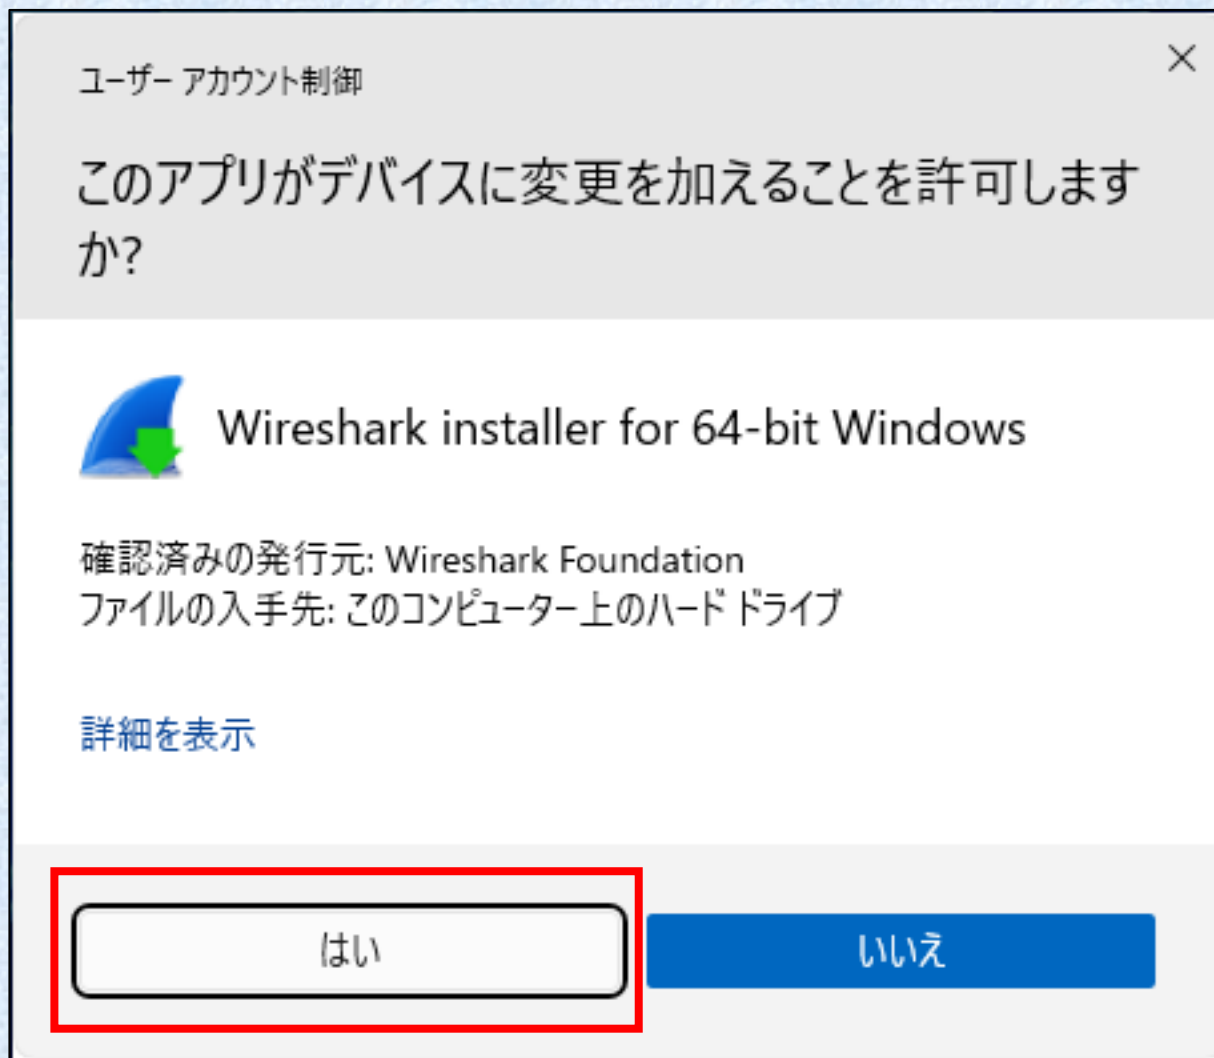 ユーザー アカウント制御
このアプリがデバイスに変更を加えることを許可します
か?
Wireshark installer for 64-bit Windows
確認済みの発行元: Wireshark Foundation
ファイルの入手先: このコンピューター上のハード ドライブ
詳細を表示
はい
いいえ